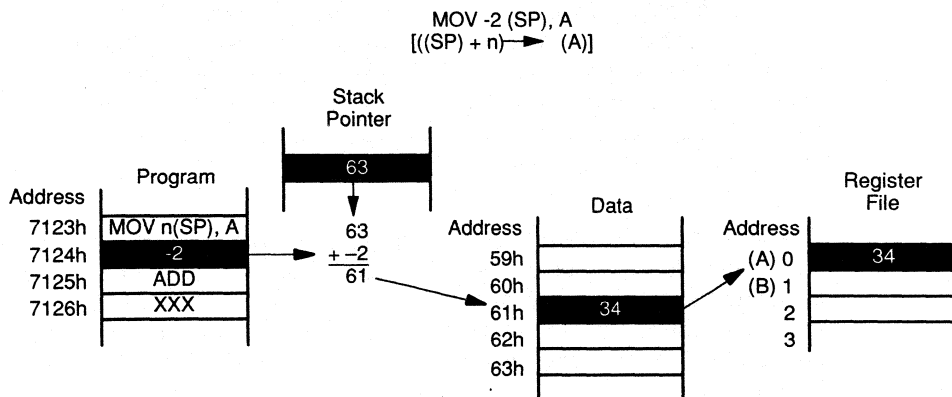 MOV -2 (SP), A
[((SP) + n) (A)]
Stack
Pointer
63
Program
Address
7123h MOV n(SP), A
7124h -2
7125h ADD
7126h XXX
63
+ -2
61
Data
Address
59h
60h
61h 34
62h
63h
Register
File
Address
(A) 0 34
(B) 1
2
3